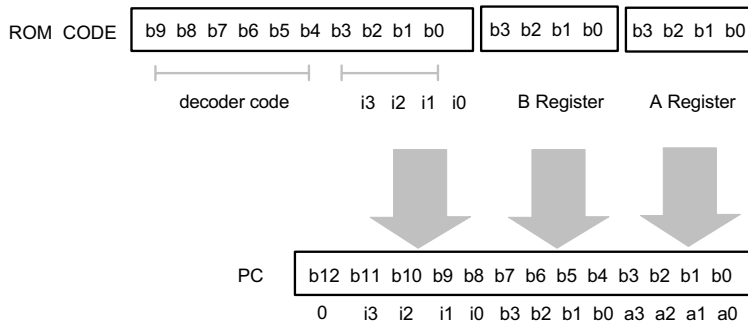 ROM CODE b9 b8 b7 b6 b5 b4 b3 b2 b1 b0 b3 b2 b1 b0 b3 b2 b1 b0
decoder code i3 i2 i1 i0 B Register A Register
PC b12 b11 b10 b9 b8 b7 b6 b5 b4 b3 b2 b1 b0
0 i3 i2 i1 i0 b3 b2 b1 b0 a3 a2 a1 a0